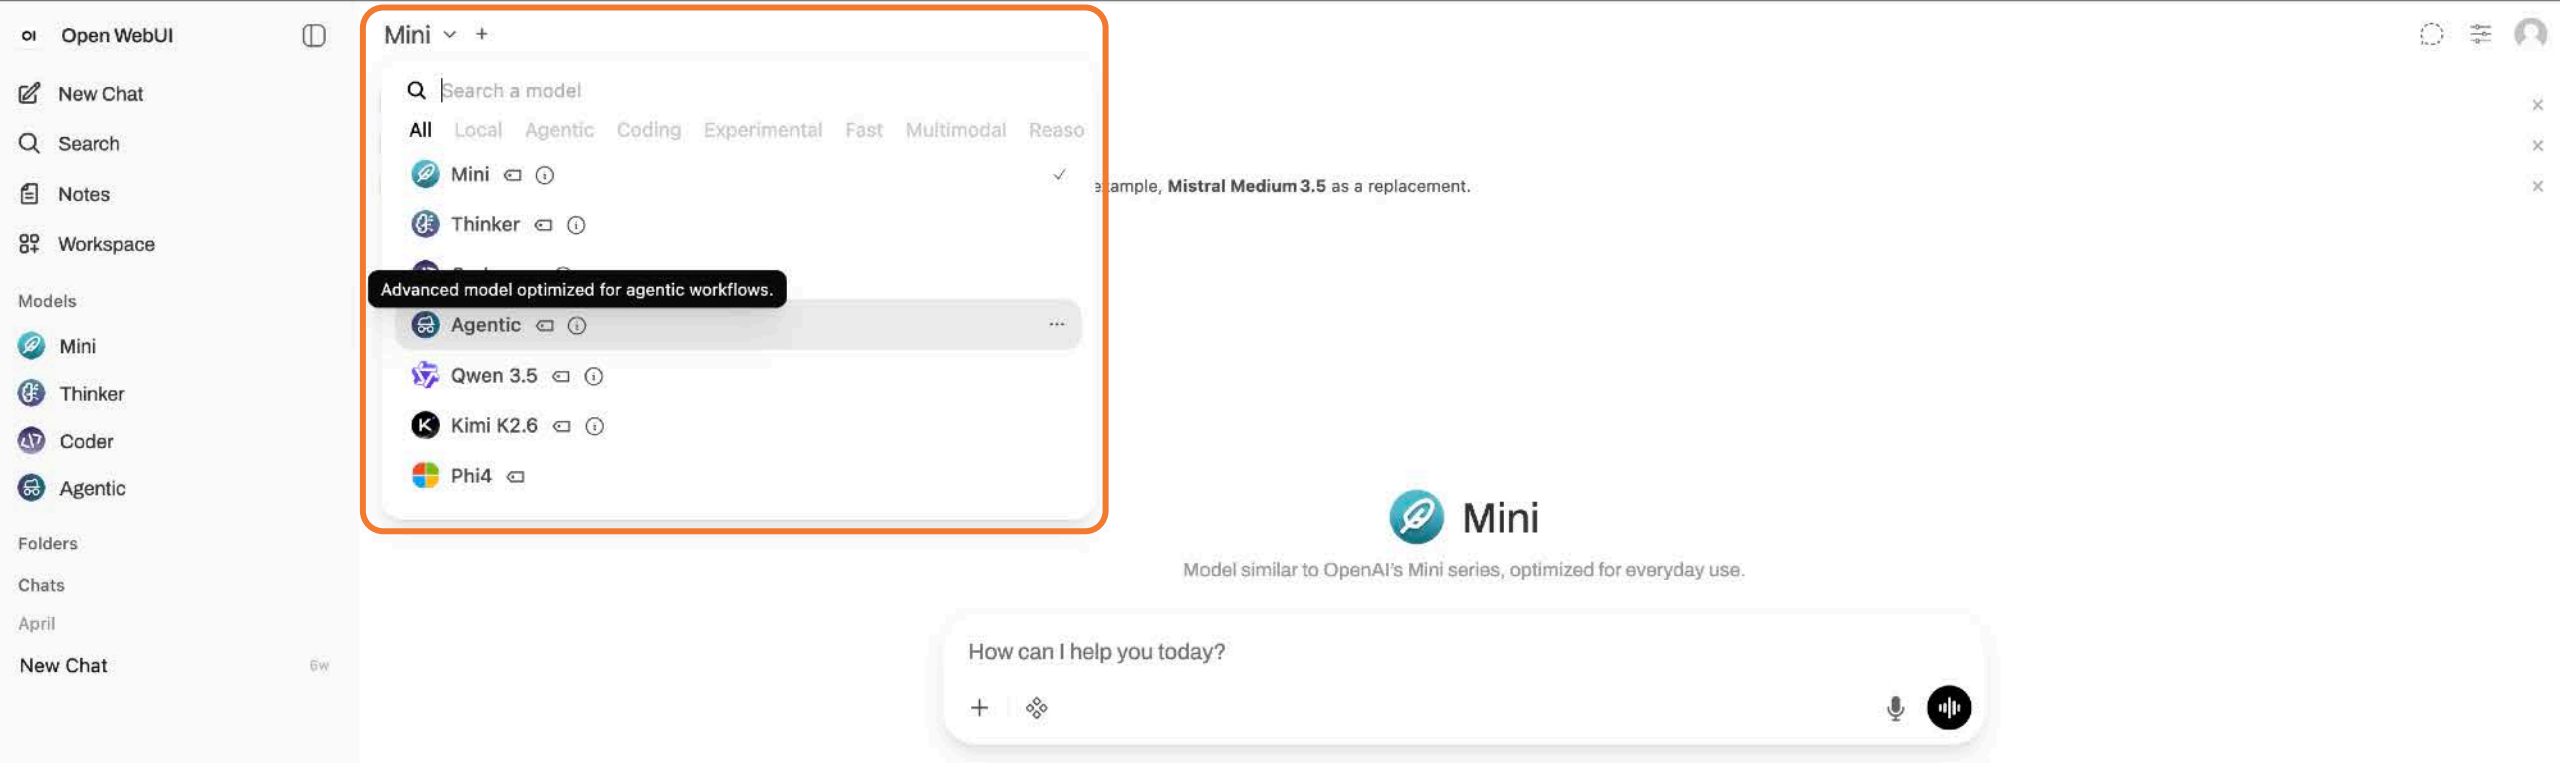 OI Open WebUI
New Chat
Search
Notes
Workspace
Models
Mini
Thinker
Coder
Agentic
Folders
Chats
April
New Chat 6w
Mini
Search a model
All Local Agentic Coding Experimental Fast Multimodal Reaso
Mini
Thinker
Advanced model optimized for agentic workflows.
Agentic
Qwen 3.5
Kimi K2.6
Phi4
ample, Mistral Medium 3.5 as a replacement.
Mini
Model similar to OpenAI's Mini series, optimized for everyday use.
How can I help you today?